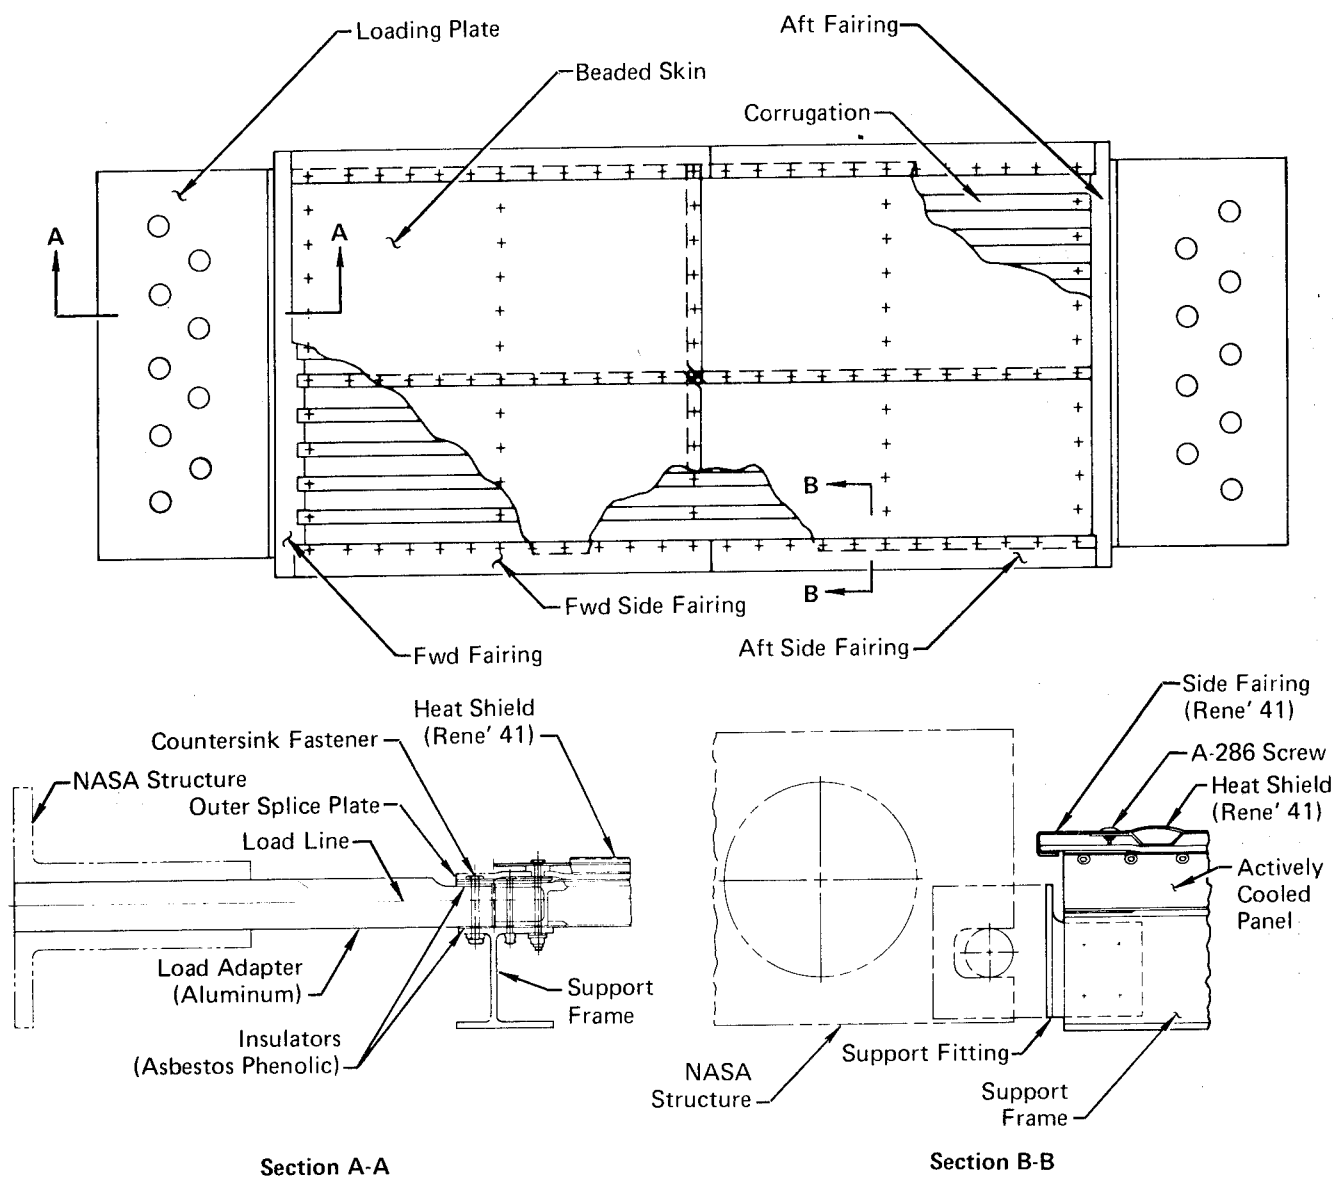 Loading Plate
Aft Fairing
Beaded Skin
Corrugation
A
A
B
B
Fwd Side Fairing
Aft Side Fairing
Fwd Fairing
Heat Shield
(Rene' 41)
Countersink Fastener
NASA Structure
Outer Splice Plate
Load Line
Load Adapter
(Aluminum)
Support
Frame
Insulators
(Asbestos Phenolic)
Section A-A
Side Fairing
(Rene' 41)
A-286 Screw
Heat Shield
(Rene' 41)
Actively
Cooled
Panel
Support Fitting
NASA
Structure
Support
Frame
Section B-B